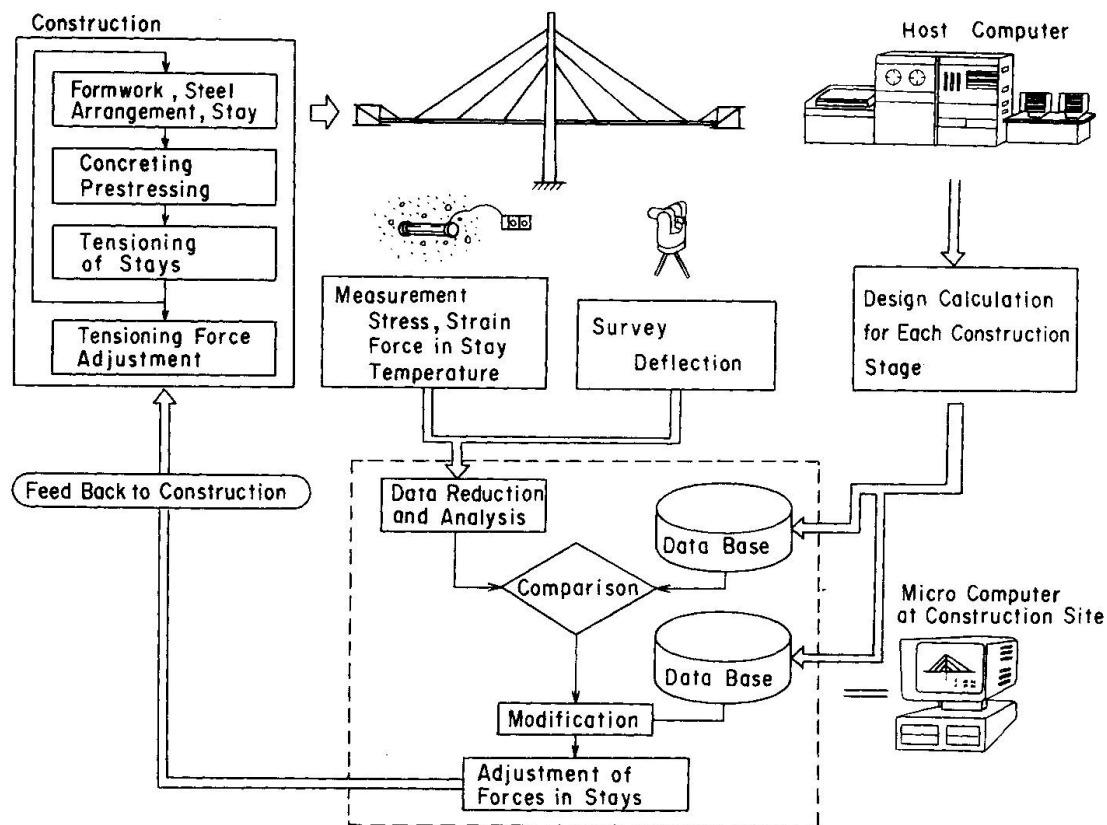 Construction
Formwork, Steel
Arrangement, Stay
Concreting
Prestressing
Tensioning
of Stays
Tensioning Force
Adjustment
Host Computer
Measurement
Stress, Strain
Force in Stay
Temperature
Survey
Deflection
Design Calculation
for Each Construction
Stage
Feed Back to Construction
Data Reduction
and Analysis
Data Base
Comparison
Micro Computer
at Construction Site
Data Base
Modification
Adjustment of
Forces in Stays